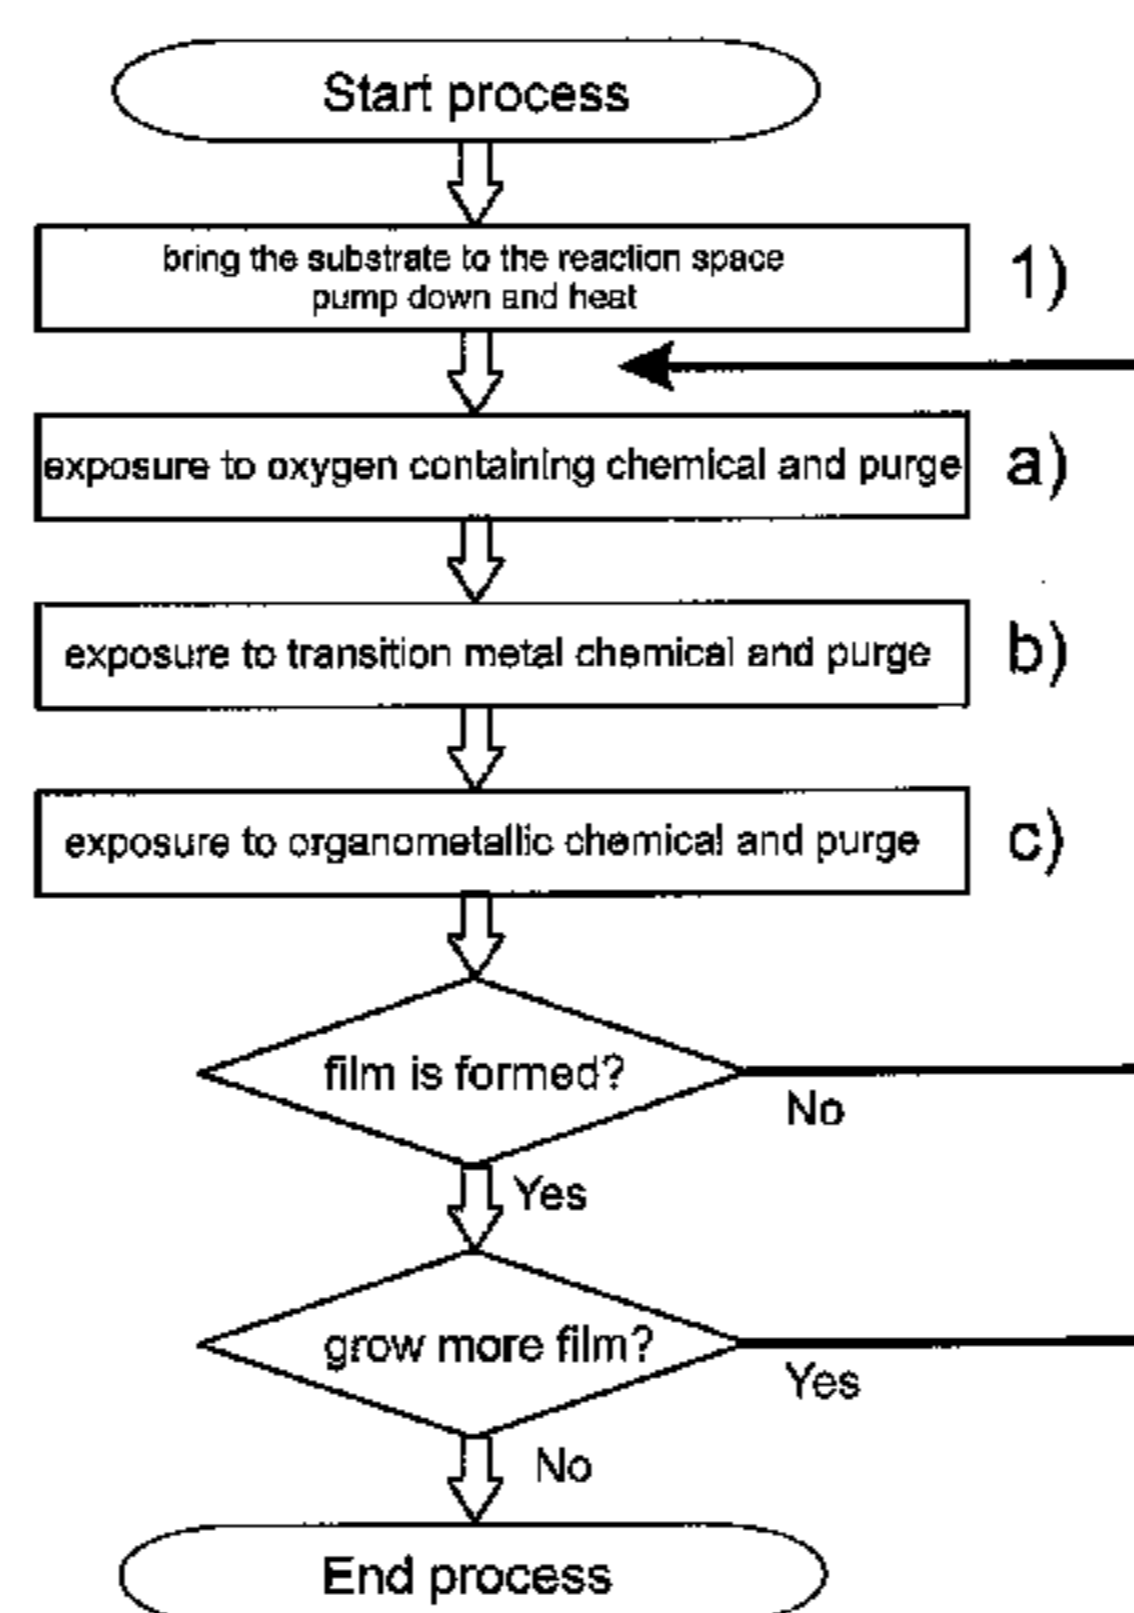 Start process
bring the substrate to the reaction space
pump down and heat
1)
exposure to oxygen containing chemical and purge
a)
exposure to transition metal chemical and purge
b)
exposure to organometallic chemical and purge
c)
film is formed?
No
Yes
grow more film?
Yes
No
End process